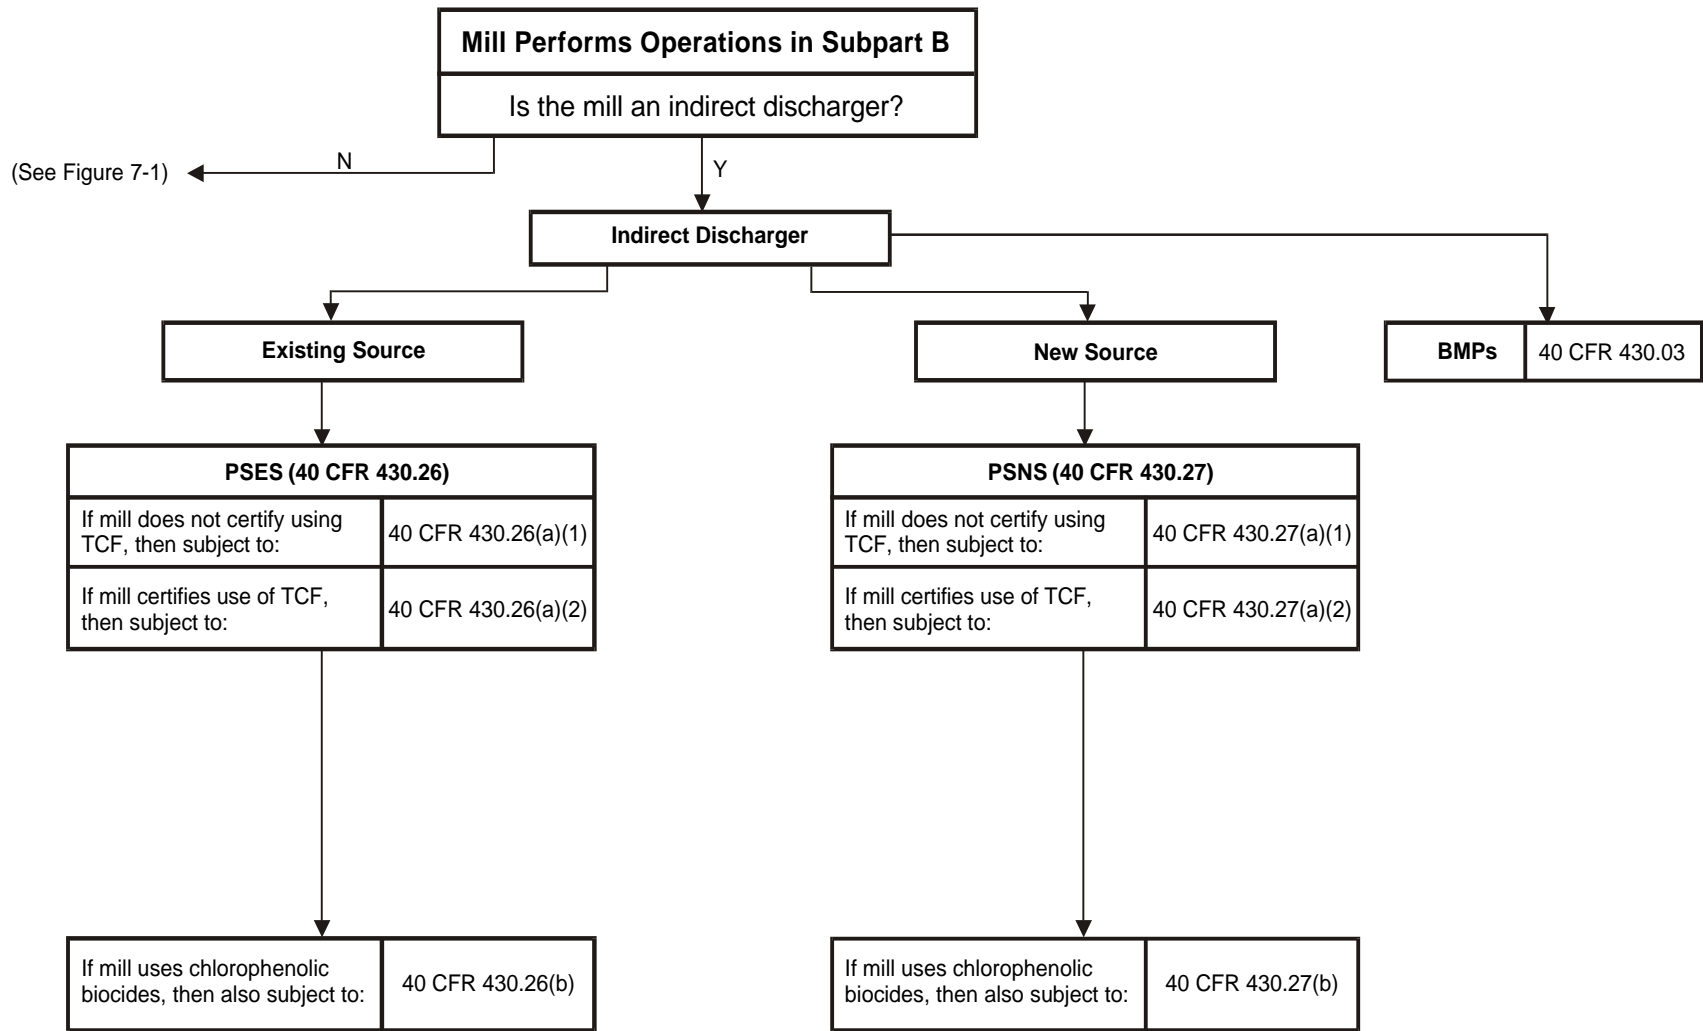 Mill Performs Operations in Subpart B
Is the mill an indirect discharger?
(See Figure 7-1)
N
Y
Indirect Discharger
Existing Source
New Source
BMPs
40 CFR 430.03
PSES (40 CFR 430.26)
If mill does not certify using
TCF, then subject to:
40 CFR 430.26(a)(1)
If mill certifies use of TCF,
then subject to:
40 CFR 430.26(a)(2)
PSNS (40 CFR 430.27)
If mill does not certify using
TCF, then subject to:
40 CFR 430.27(a)(1)
If mill certifies use of TCF,
then subject to:
40 CFR 430.27(a)(2)
If mill uses chlorophenolic
biocides, then also subject to:
40 CFR 430.26(b)
If mill uses chlorophenolic
biocides, then also subject to:
40 CFR 430.27(b)